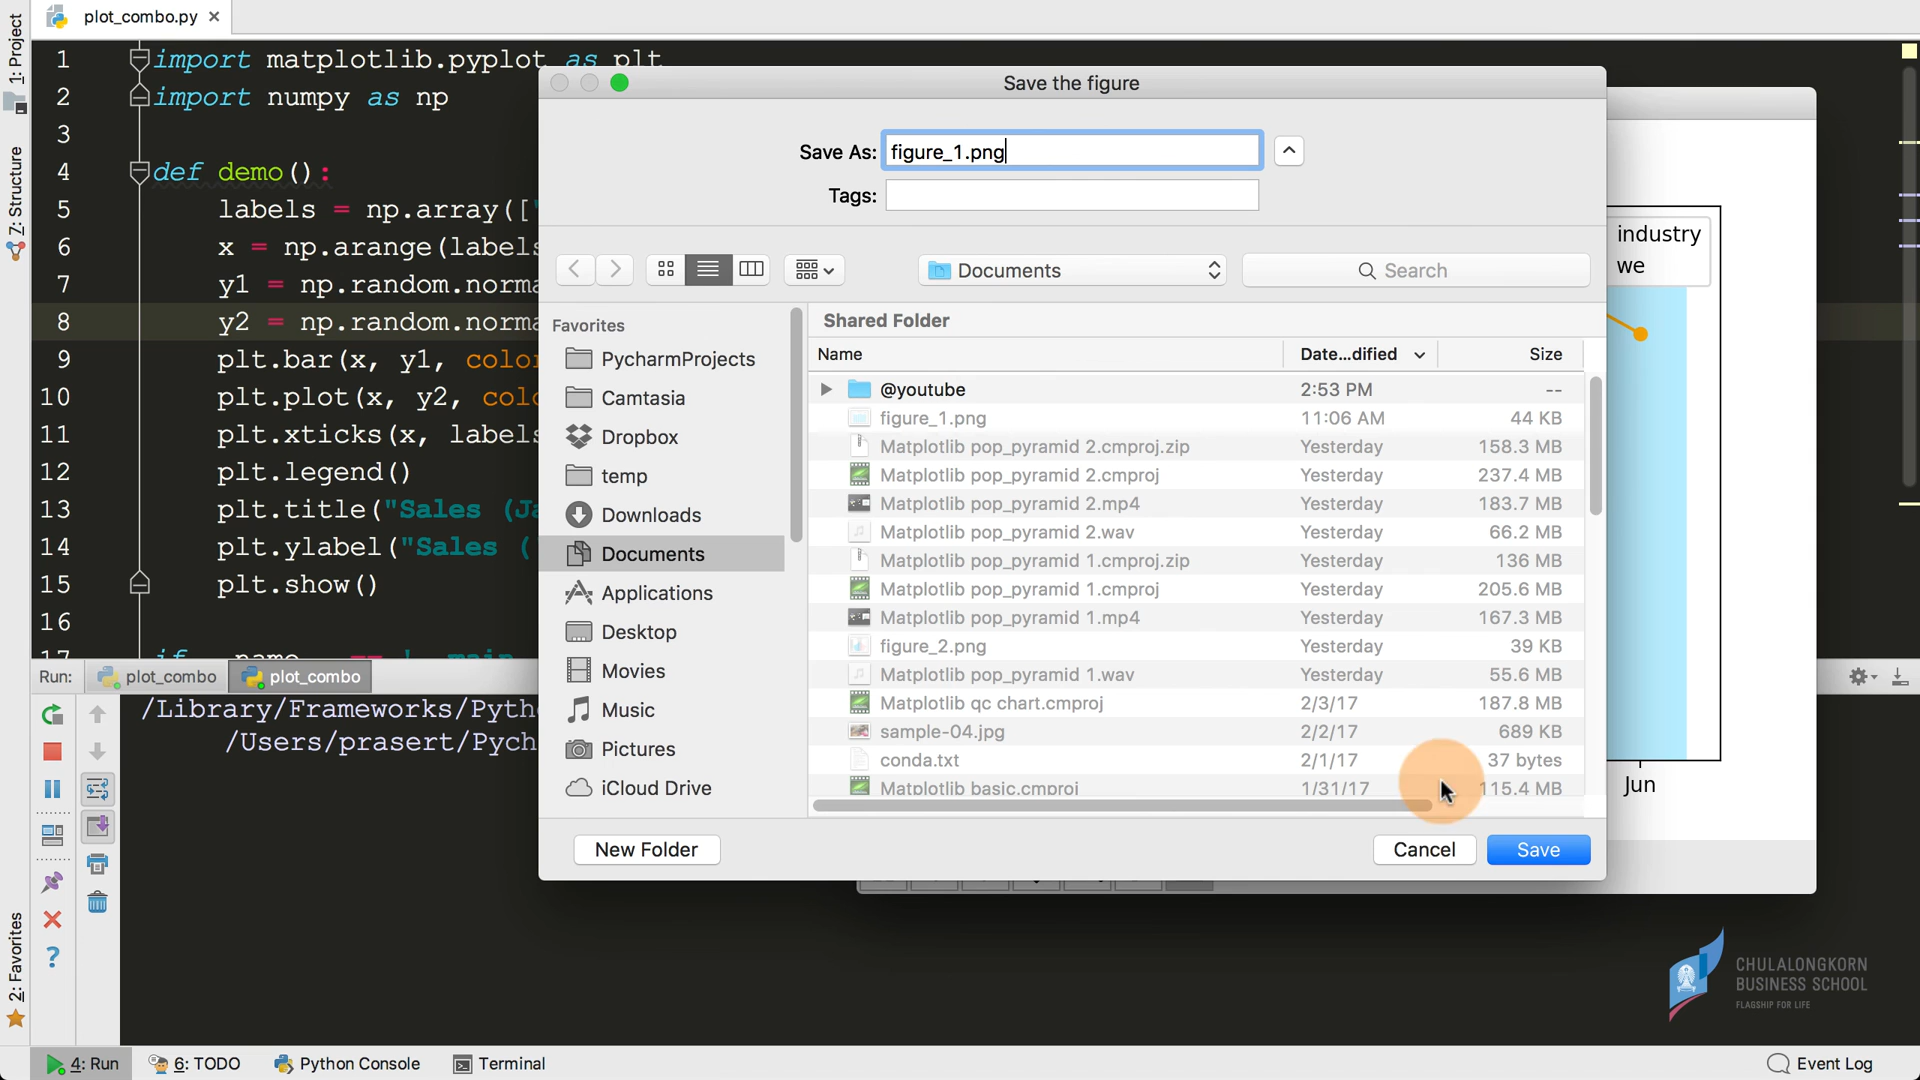 plot_combo.py
1: Project
7: Structure
2: Favorites
1 import matplotlib.pyplot as plt
2 import numpy as np
3
4 def demo():
5 labels = np.array([
6 x = np.arange(labels
7 y1 = np.random.norma
8 y2 = np.random.norma
9 plt.bar(x, y1, color
10 plt.plot(x, y2, colo
11 plt.xticks(x, labels
12 plt.legend()
13 plt.title("Sales (Ja
14 plt.ylabel("Sales (
15 plt.show()
16
17
Save the figure
Save As: figure_1.png
Tags:
Documents
Search
Favorites
PycharmProjects
Camtasia
Dropbox
temp
Downloads
Documents
Applications
Desktop
Movies
Music
Pictures
iCloud Drive
Shared Folder
Name Date...dified Size
@youtube 2:53 PM --
figure_1.png 11:06 AM 44 KB
Matplotlib pop_pyramid 2.cmproj.zip Yesterday 158.3 MB
Matplotlib pop_pyramid 2.cmproj Yesterday 237.4 MB
Matplotlib pop_pyramid 2.mp4 Yesterday 183.7 MB
Matplotlib pop_pyramid 2.wav Yesterday 66.2 MB
Matplotlib pop_pyramid 1.cmproj.zip Yesterday 136 MB
Matplotlib pop_pyramid 1.cmproj Yesterday 205.6 MB
Matplotlib pop_pyramid 1.mp4 Yesterday 167.3 MB
figure_2.png Yesterday 39 KB
Matplotlib pop_pyramid 1.wav Yesterday 55.6 MB
Matplotlib qc chart.cmproj 2/3/17 187.8 MB
sample-04.jpg 2/2/17 689 KB
conda.txt 2/1/17 37 bytes
Matplotlib basic.cmproj 1/31/17 115.4 MB
New Folder Cancel Save
industry
we
Jun
Run: plot_combo plot_combo
/Library/Frameworks/Pyth
/Users/prasert/Pych
CHULALONGKORN
BUSINESS SCHOOL
FLAGSHIP FOR LIFE
4: Run 6: TODO Python Console Terminal Event Log